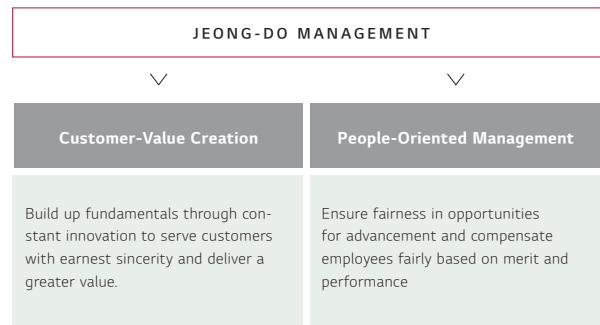 JEONG-DO MANAGEMENT
Customer-Value Creation
Build up fundamentals through con-
stant innovation to serve customers
with earnest sincerity and deliver a
greater value.
People-Oriented Management
Ensure fairness in opportunities
for advancement and compensate
employees fairly based on merit and
performance